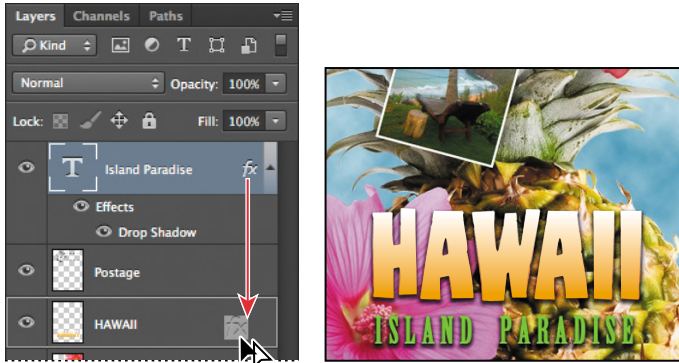 Layers Channels Paths
Kind T
Normal Opacity: 100%
Lock: Fill: 100%
T Island Paradise fx
Effects
Drop Shadow
Postage
HAWAII fx
HAWAII
ISLAND PARADISE